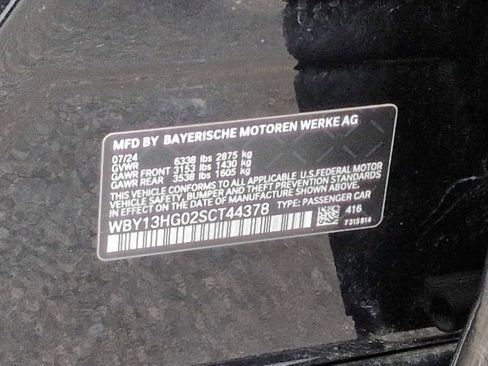 MFD BY BAYERISCHE MOTOREN WERKE AG
07/24
GVWR 6338 lbs 2875 kg
GAWR FRONT 3153 lbs 1430 kg
GAWR REAR 3538 lbs 1605 kg
THIS VEHICLE CONFORMS TO ALL APPLICABLE U.S.FEDERAL MOTOR
VEHICLE SAFETY, BUMPER AND THEFT PREVENTION STANDARDS
IN EFFECT ON THE DATE OF MANUFACTURE SHOWN ABOVE.
WBY13HG02SCT44378 TYPE: PASSENGER CAR
416
7315914